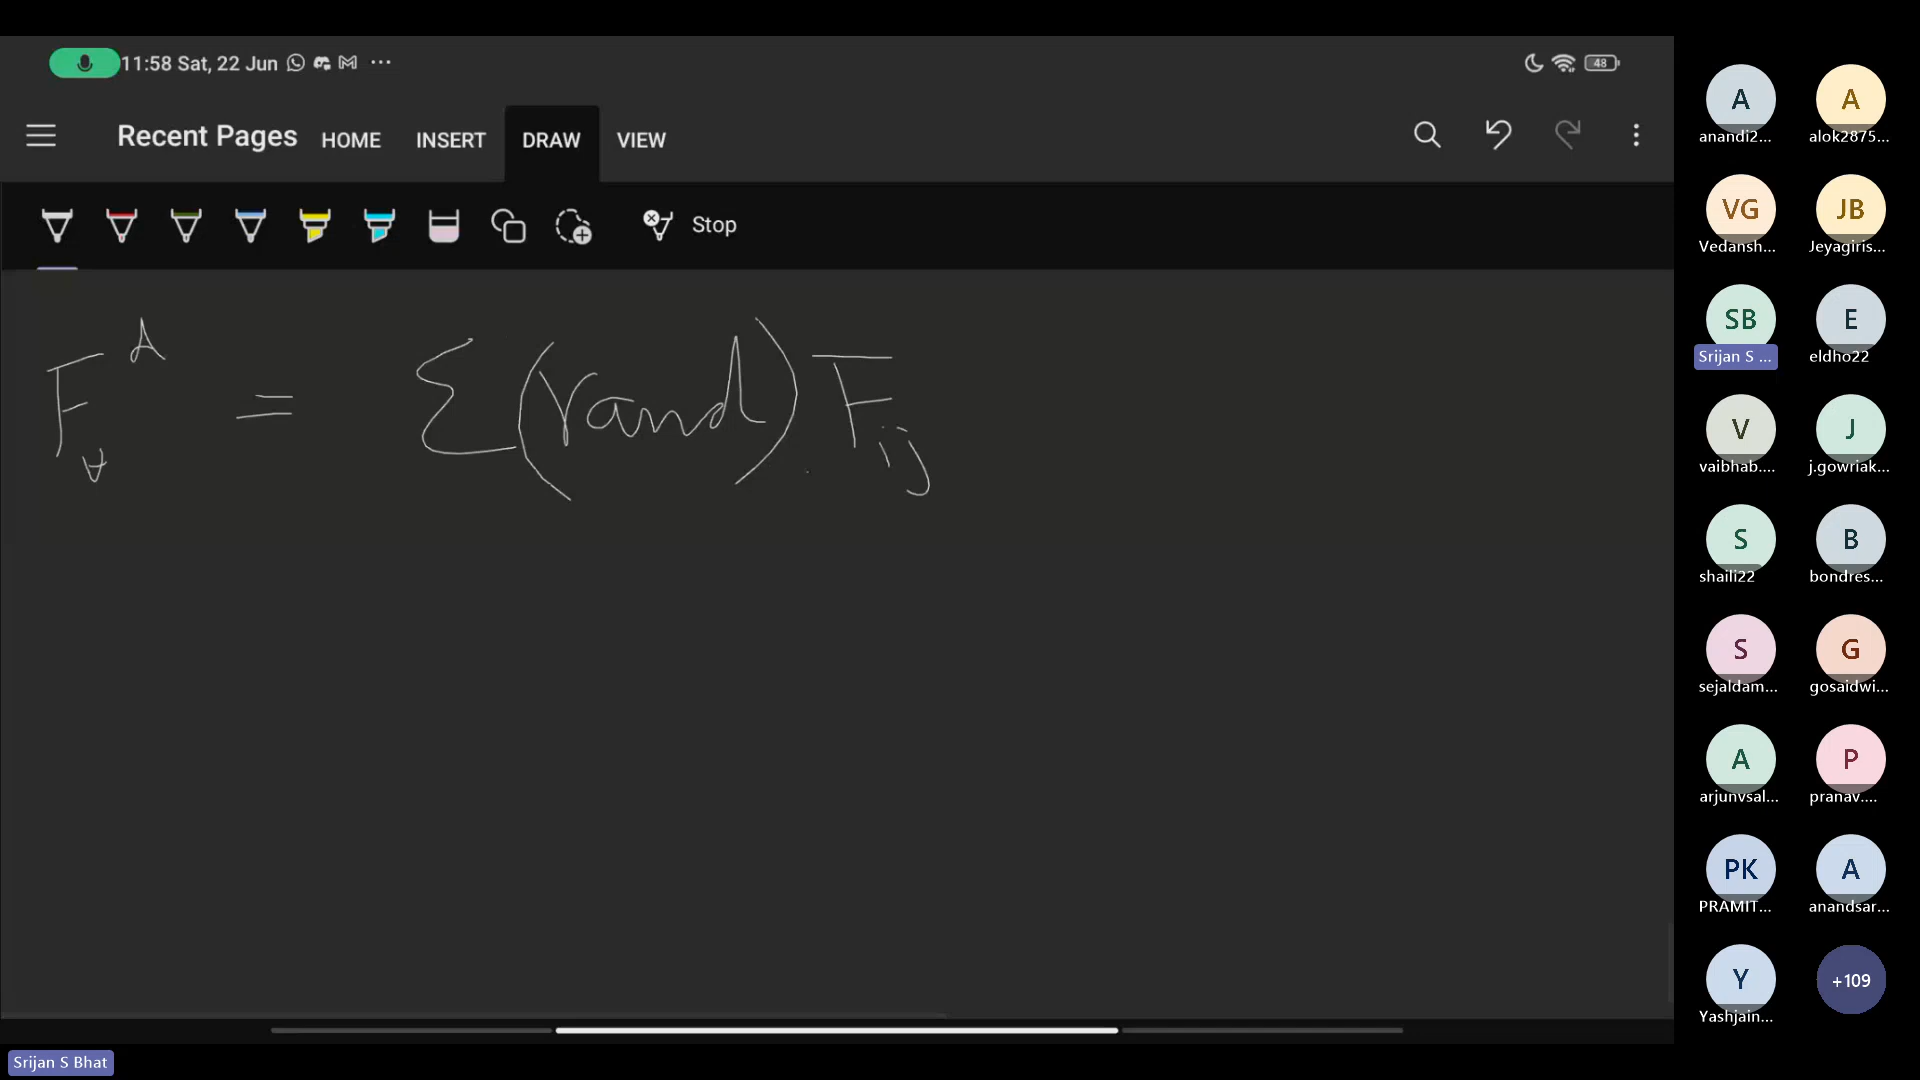 11:58 Sat, 22 Jun ··· 48
Recent Pages HOME INSERT DRAW VIEW
Stop
F_v^A = Σ(rand) F_ij
A anandi2...
A alok2875...
VG Vedansh...
JB Jeyagiris...
SB Srijan S ...
E eldho22
V vaibhab....
J j.gowriak...
S shaili22
B bondres...
S sejaldam...
G gosaidwi...
A arjunvsal...
P pranav....
PK PRAMIT...
A anandsar...
Y Yashjain...
+109
Srijan S Bhat